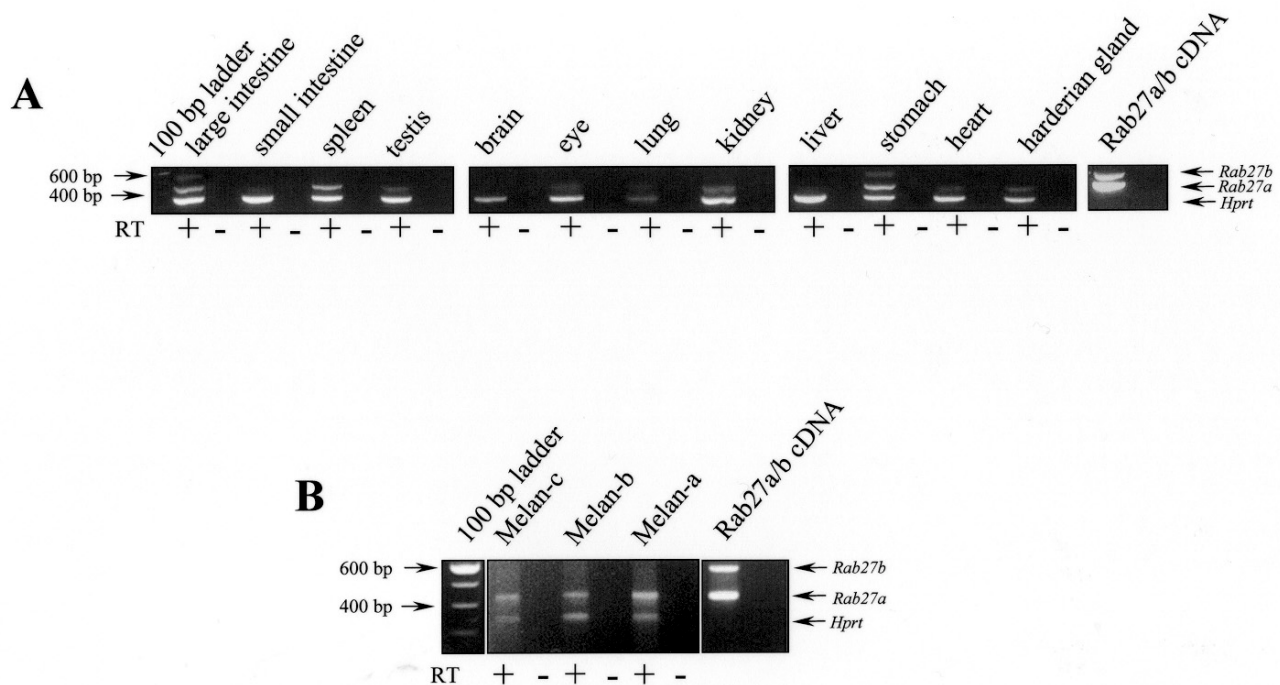 A
100 bp ladder
large intestine
small intestine
spleen
testis
brain
eye
lung
kidney
liver
stomach
heart
harderian gland
Rab27a/b cDNA
600 bp
400 bp
Rab27b
Rab27a
Hprt
RT + - + - + - + - + - + - + - + - + - + - + - + -
B
100 bp ladder
Melan-c
Melan-b
Melan-a
Rab27a/b cDNA
600 bp
400 bp
Rab27b
Rab27a
Hprt
RT + - + - + -